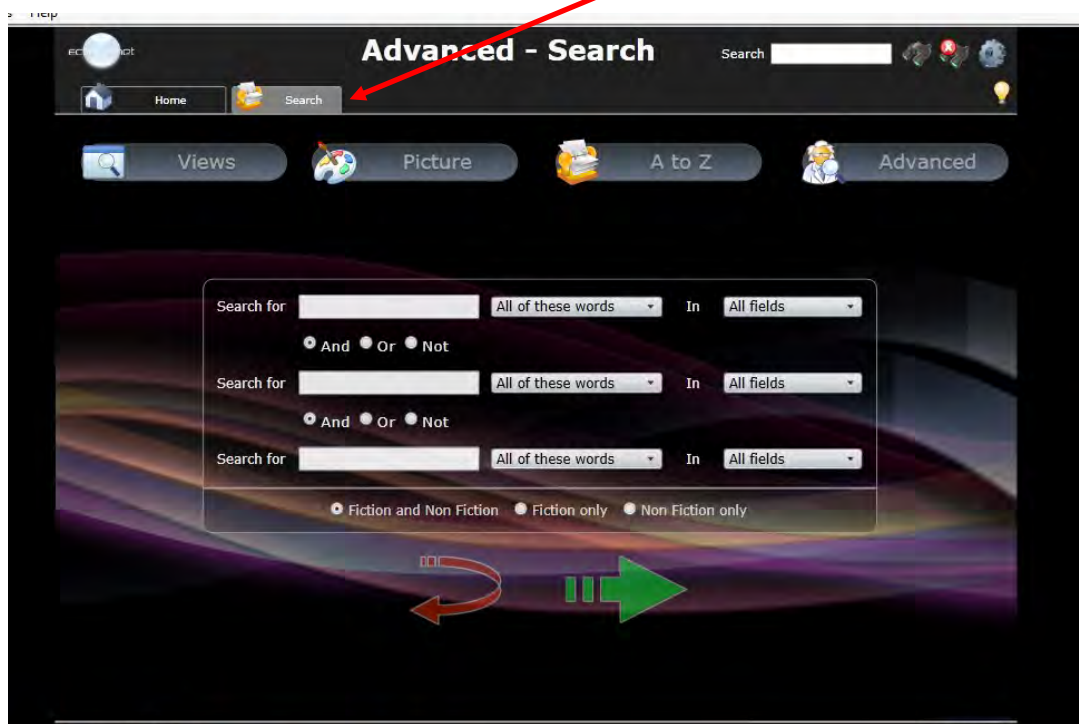 Help
Advanced - Search
Search
Home
Search
Views
Picture
A to Z
Advanced
Search for All of these words In All fields
And Or Not
Search for All of these words In All fields
And Or Not
Search for All of these words In All fields
Fiction and Non Fiction Fiction only Non Fiction only